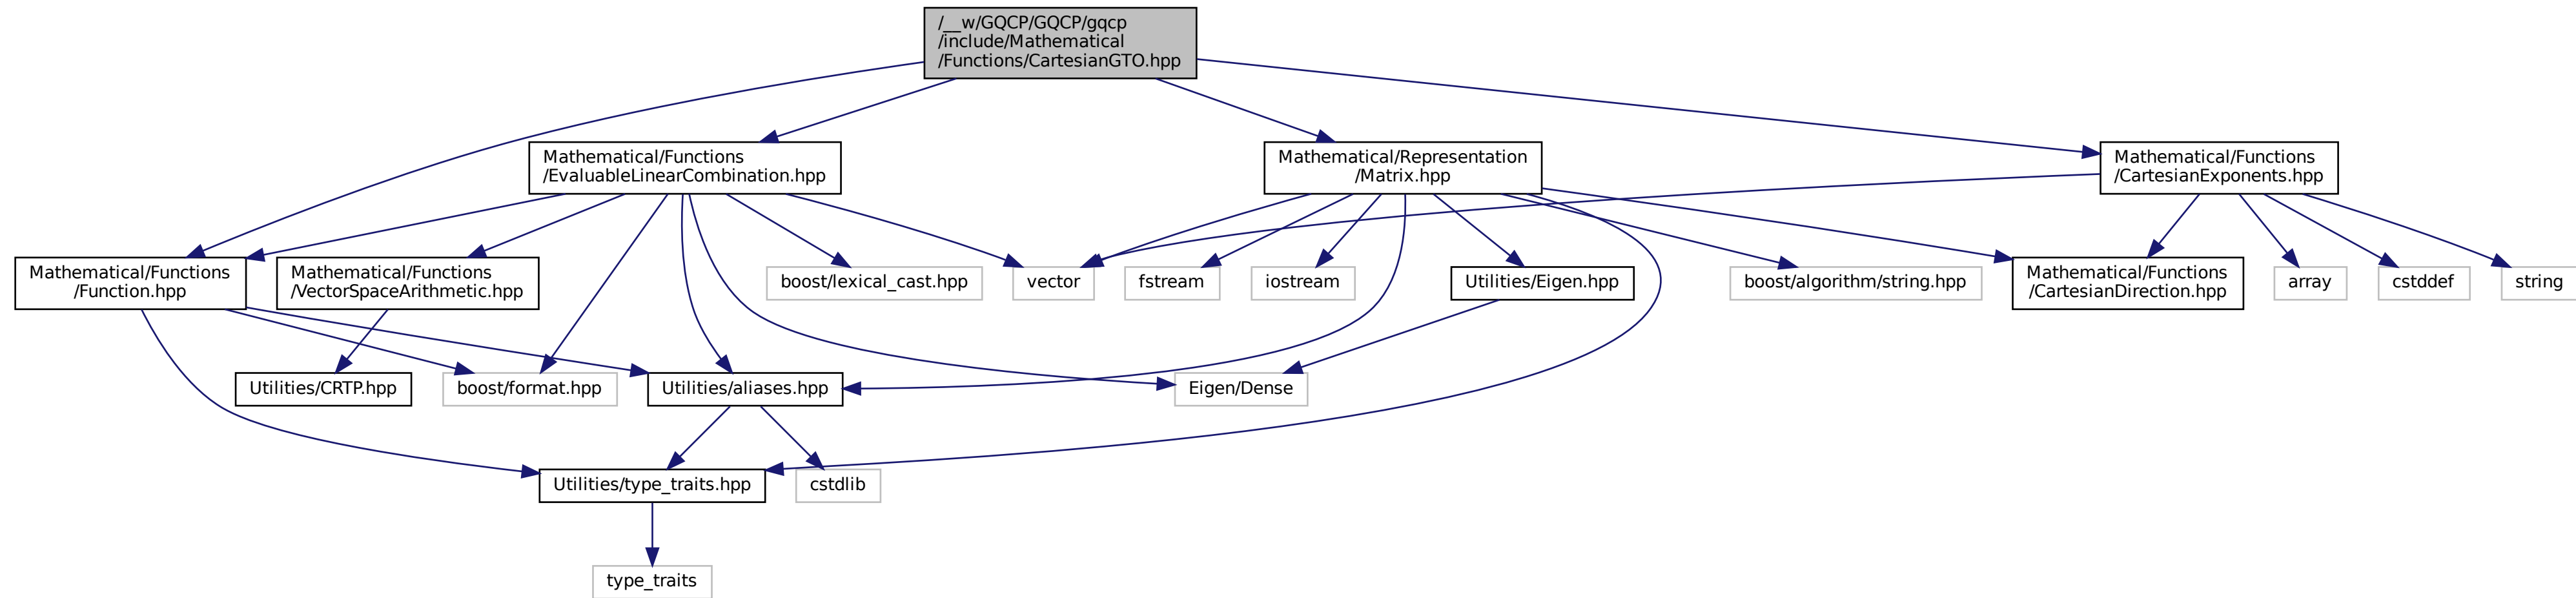 /__w/GQCP/GQCP/gqcp
/include/Mathematical
/Functions/CartesianGTO.hpp
Mathematical/Functions
/EvaluableLinearCombination.hpp
Mathematical/Representation
/Matrix.hpp
Mathematical/Functions
/CartesianExponents.hpp
Mathematical/Functions
/Function.hpp
Mathematical/Functions
/VectorSpaceArithmetic.hpp
boost/lexical_cast.hpp
vector
fstream
iostream
Utilities/Eigen.hpp
boost/algorithm/string.hpp
Mathematical/Functions
/CartesianDirection.hpp
array
cstddef
string
Utilities/CRTP.hpp
boost/format.hpp
Utilities/aliases.hpp
Eigen/Dense
Utilities/type_traits.hpp
cstdlib
type_traits